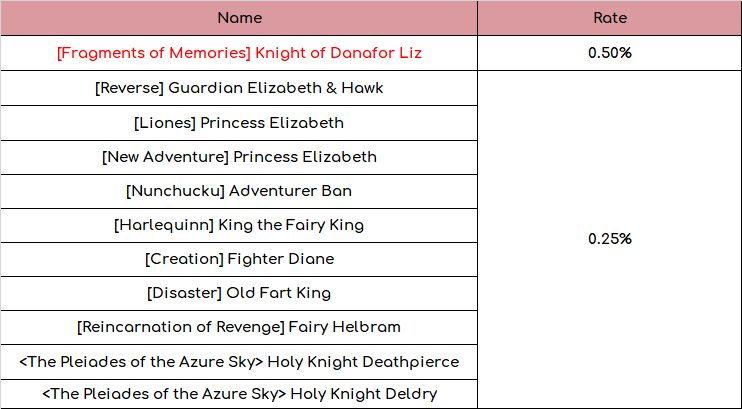 Name Rate
[Fragments of Memories] Knight of Danafor Liz 0.50%
[Reverse] Guardian Elizabeth & Hawk
[Liones] Princess Elizabeth
[New Adventure] Princess Elizabeth
[Nunchucku] Adventurer Ban
[Harlequinn] King the Fairy King
0.25%
[Creation] Fighter Diane
[Disaster] Old Fart King
[Reincarnation of Revenge] Fairy Helbram
<The Pleiades of the Azure Sky> Holy Knight Deathpierce
<The Pleiades of the Azure Sky> Holy Knight Deldry